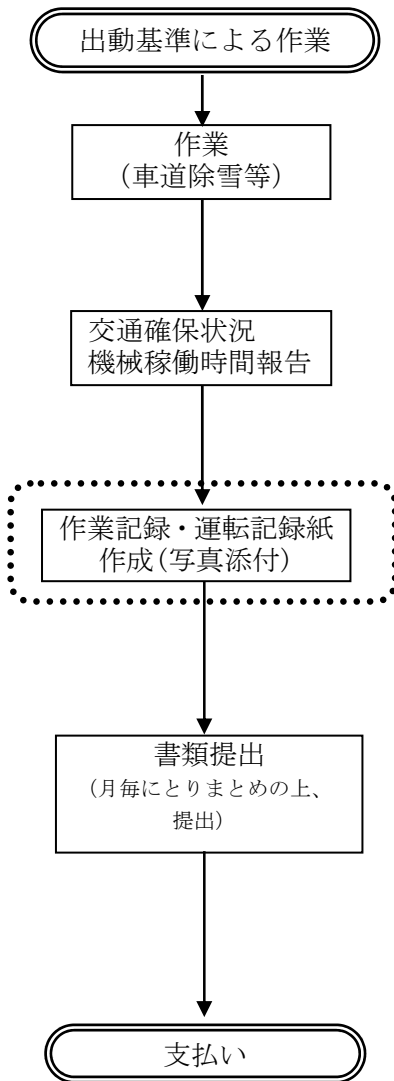 出動基準による作業
作業
（車道除雪等）
交通確保状況
機械稼働時間報告
作業記録・運転記録紙
作成（写真添付）
書類提出
（月毎にとりまとめの上、
提出）
支払い